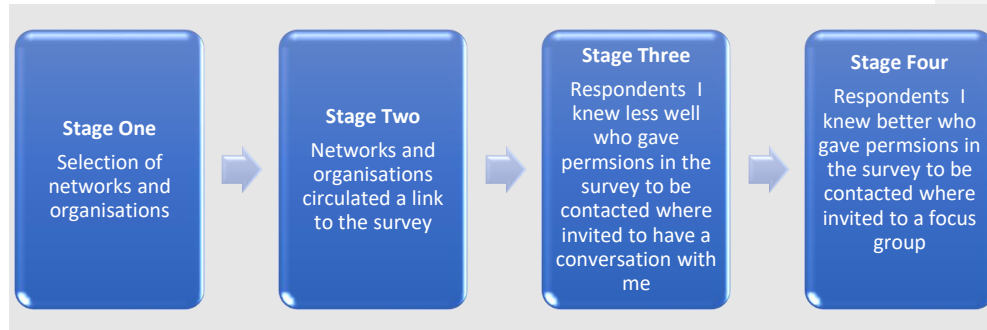 Stage One
Selection of
networks and
organisations
Stage Two
Networks and
organisations
circulated a link
to the survey
Stage Three
Respondents I
knew less well
who gave
permsions in the
survey to be
contacted where
invited to have a
conversation with
me
Stage Four
Respondents I
knew better who
gave permsions in
the survey to be
contacted where
invited to a focus
group